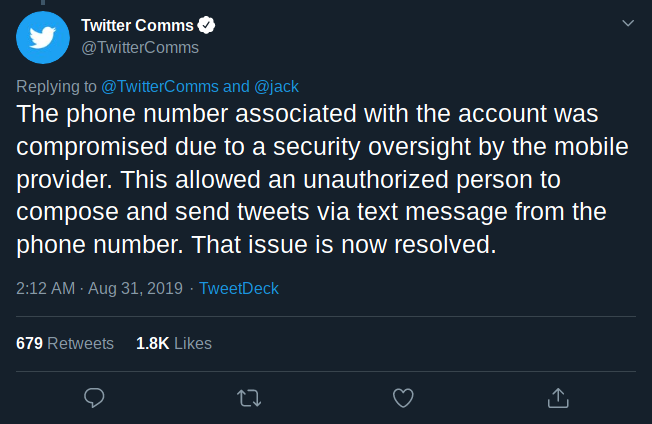 Twitter Comms
@TwitterComms
Replying to @TwitterComms and @jack
The phone number associated with the account was
compromised due to a security oversight by the mobile
provider. This allowed an unauthorized person to
compose and send tweets via text message from the
phone number. That issue is now resolved.
2:12 AM · Aug 31, 2019 · TweetDeck
679 Retweets 1.8K Likes